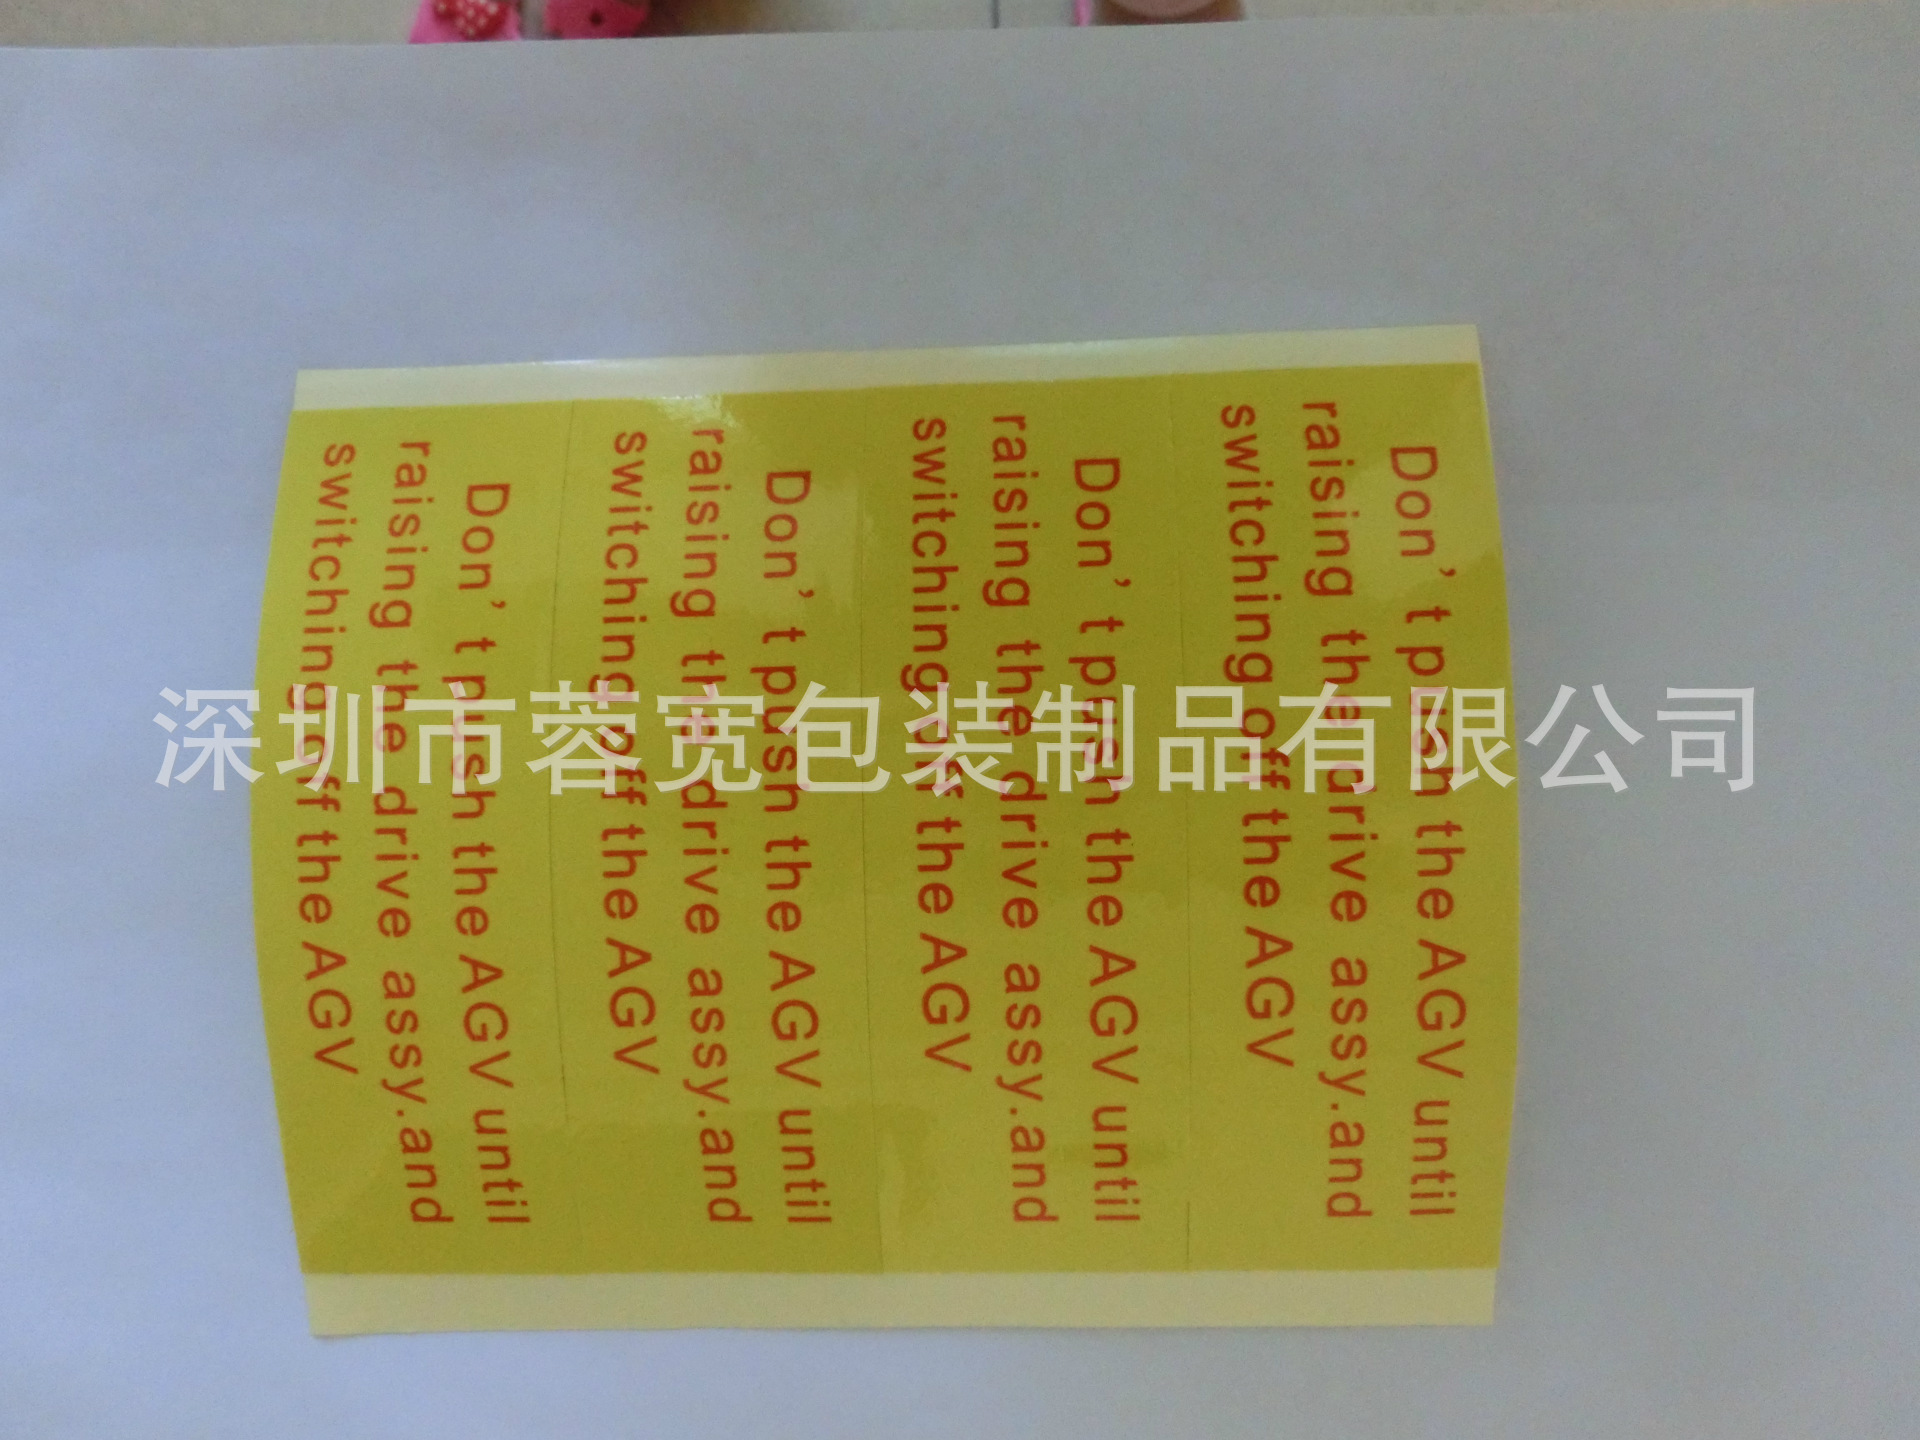 Don't push the AGV until
raising the drive assy.and
switching off the AGV
Don't push the AGV until
raising the drive assy.and
switching off the AGV
Don't push the AGV until
raising the drive assy.and
switching off the AGV
Don't push the AGV until
raising the drive assy.and
switching off the AGV
深圳市蓉宽包装制品有限公司